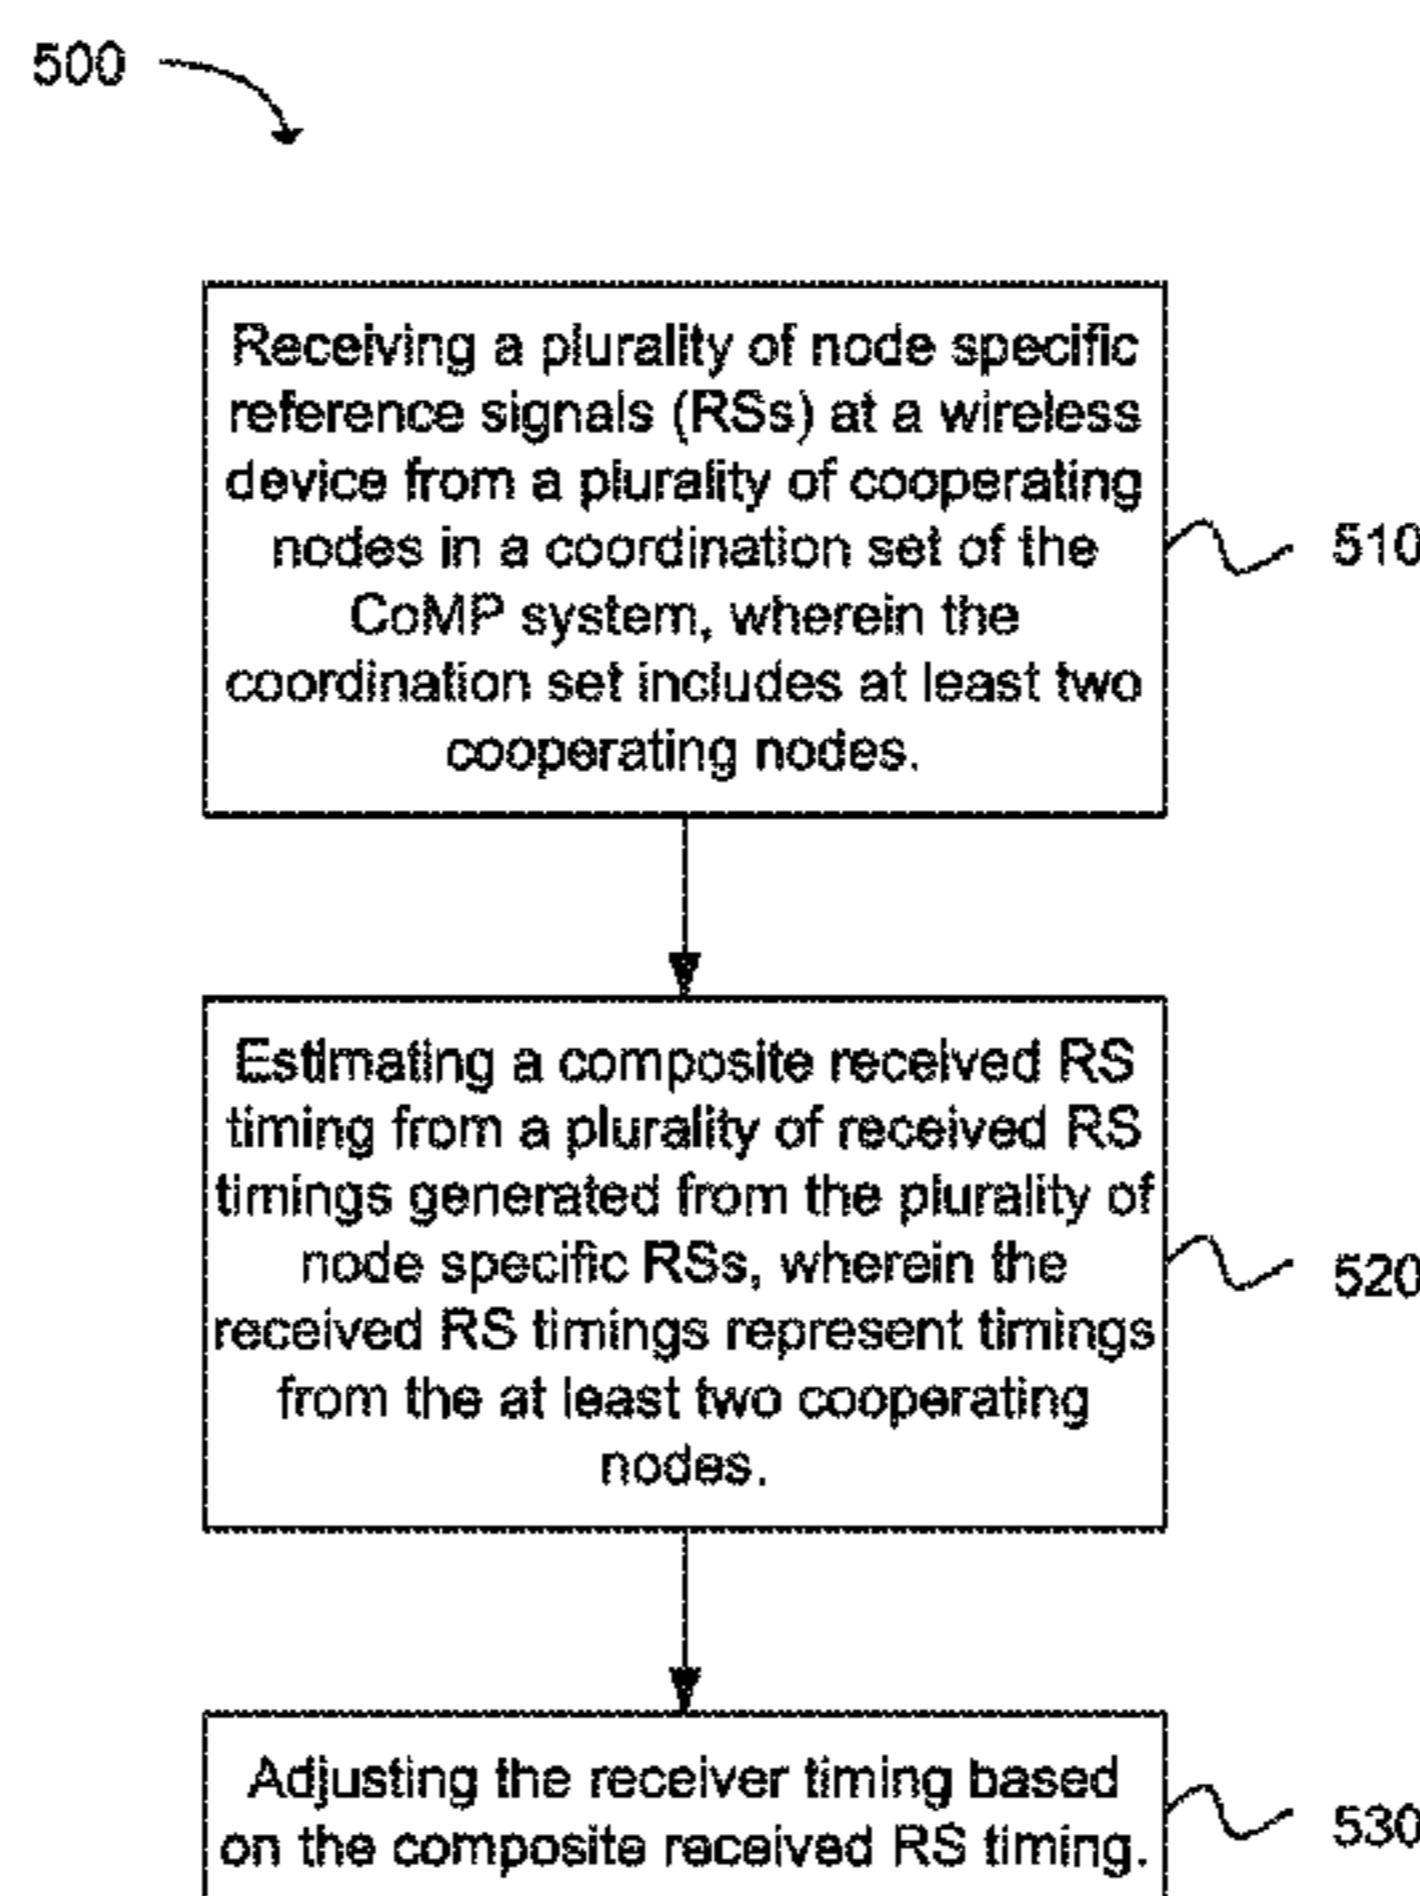 500
Receiving a plurality of node specific
reference signals (RSs) at a wireless
device from a plurality of cooperating
nodes in a coordination set of the
CoMP system, wherein the
coordination set includes at least two
cooperating nodes.
510
Estimating a composite received RS
timing from a plurality of received RS
timings generated from the plurality of
node specific RSs, wherein the
received RS timings represent timings
from the at least two cooperating
nodes.
520
Adjusting the receiver timing based
on the composite received RS timing.
530